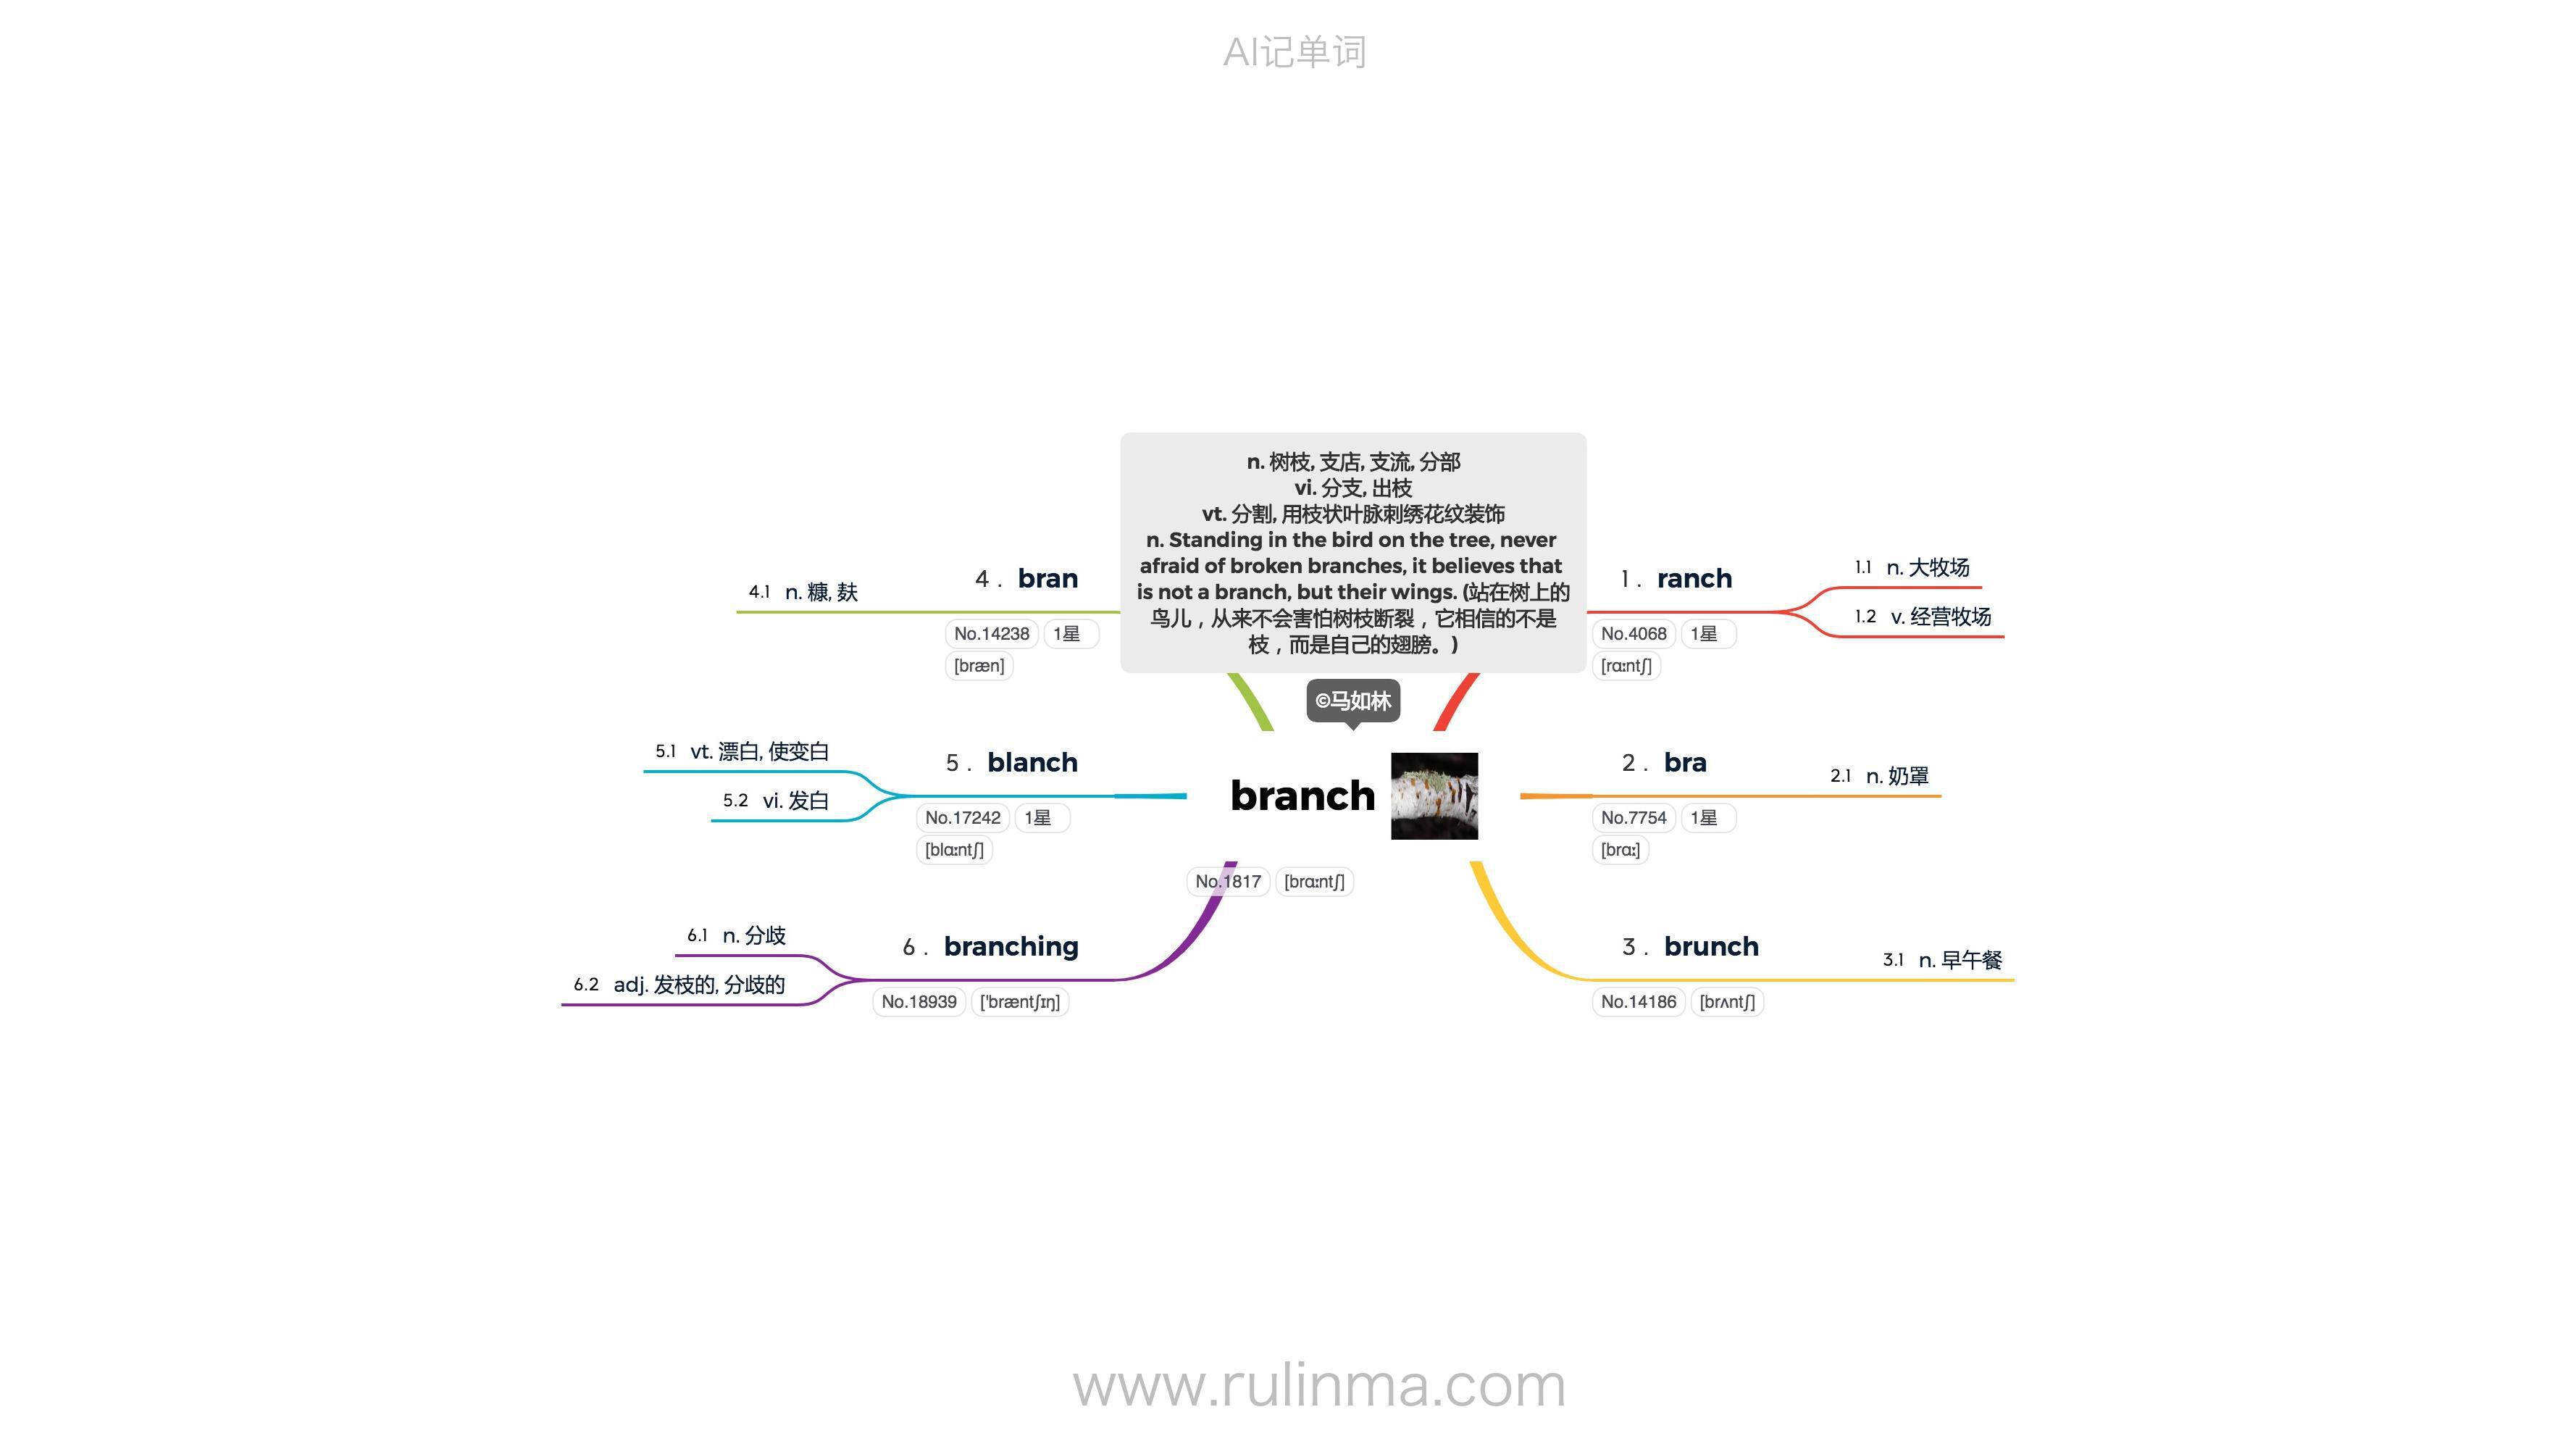 AI记单词
n. 树枝, 支店, 支流, 分部
vi. 分支, 出枝
vt. 分割, 用枝状叶脉刺绣花纹装饰
n. Standing in the bird on the tree, never
afraid of broken branches, it believes that
is not a branch, but their wings. (站在树上的
鸟儿，从来不会害怕树枝断裂，它相信的不是
枝，而是自己的翅膀。)
©马如林
branch
No.1817 [brɑːntʃ]
1. ranch
No.4068 1星
[rɑːntʃ]
1.1 n. 大牧场
1.2 v. 经营牧场
2. bra
No.7754 1星
[brɑː]
2.1 n. 奶罩
3. brunch
No.14186 [brʌntʃ]
3.1 n. 早午餐
4. bran
No.14238 1星
[bræn]
4.1 n. 糠, 麸
5. blanch
No.17242 1星
[blɑːntʃ]
5.1 vt. 漂白, 使变白
5.2 vi. 发白
6. branching
No.18939 ['bræntʃɪŋ]
6.1 n. 分歧
6.2 adj. 发枝的, 分歧的
www.rulinma.com